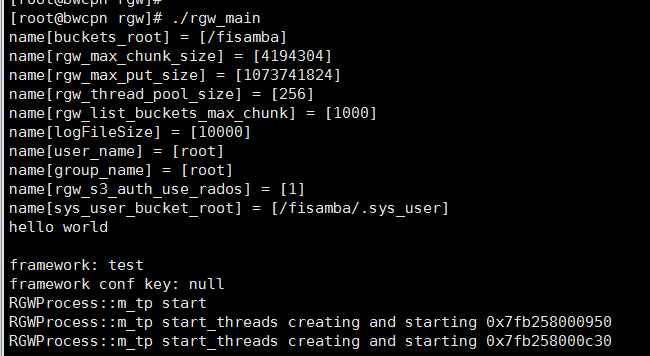 [root@bwcpn rgw]#
[root@bwcpn rgw]# ./rgw_main
name[buckets_root] = [/fisamba]
name[rgw_max_chunk_size] = [4194304]
name[rgw_max_put_size] = [1073741824]
name[rgw_thread_pool_size] = [256]
name[rgw_list_buckets_max_chunk] = [1000]
name[logFileSize] = [10000]
name[user_name] = [root]
name[group_name] = [root]
name[rgw_s3_auth_use_rados] = [1]
name[sys_user_bucket_root] = [/fisamba/.sys_user]
hello world
framework: test
framework conf key: null
RGWProcess::m_tp start
RGWProcess::m_tp start_threads creating and starting 0x7fb258000950
RGWProcess::m_tp start_threads creating and starting 0x7fb258000c30